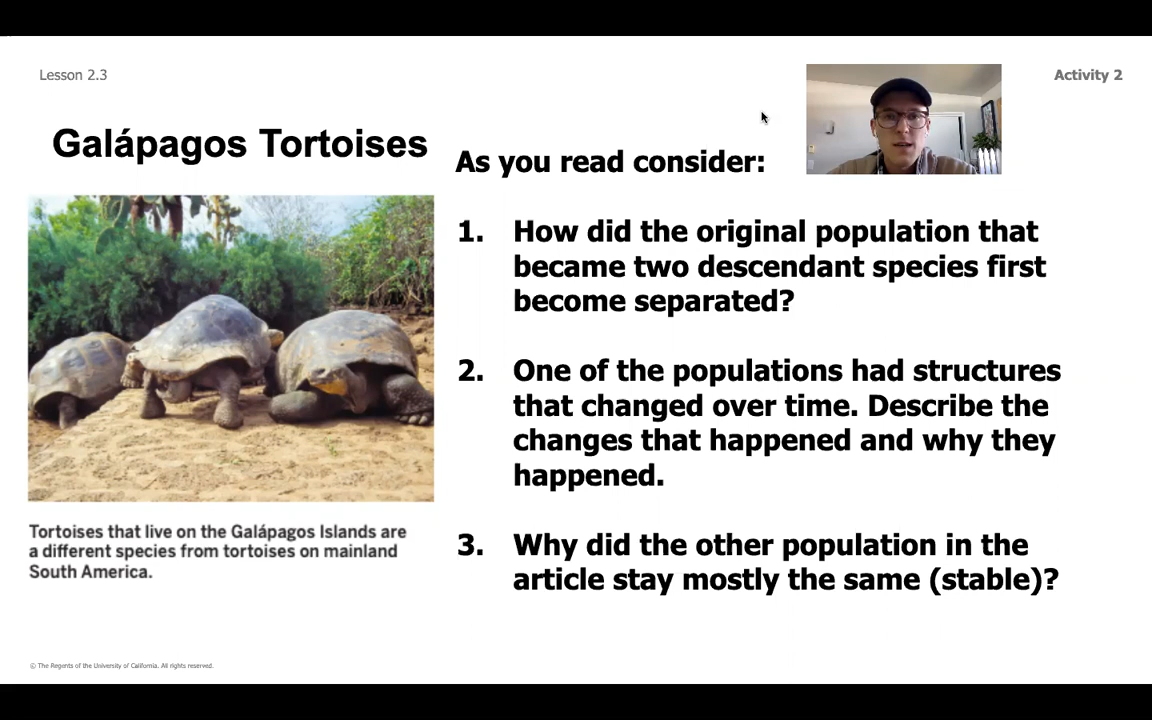 Lesson 2.3
Activity 2
Galápagos Tortoises
As you read consider:
1. How did the original population that
became two descendant species first
become separated?
2. One of the populations had structures
that changed over time. Describe the
changes that happened and why they
happened.
3. Why did the other population in the
article stay mostly the same (stable)?
Tortoises that live on the Galápagos Islands are
a different species from tortoises on mainland
South America.
© The Regents of the University of California. All rights reserved.